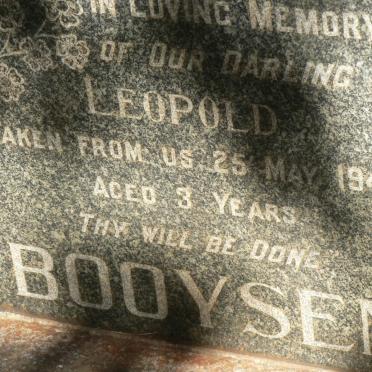 IN LOVING MEMORY
OF OUR DARLING
LEOPOLD
TAKEN FROM US 25 MAY 194
AGED 3 YEARS
THY WILL BE DONE
BOOYSEN